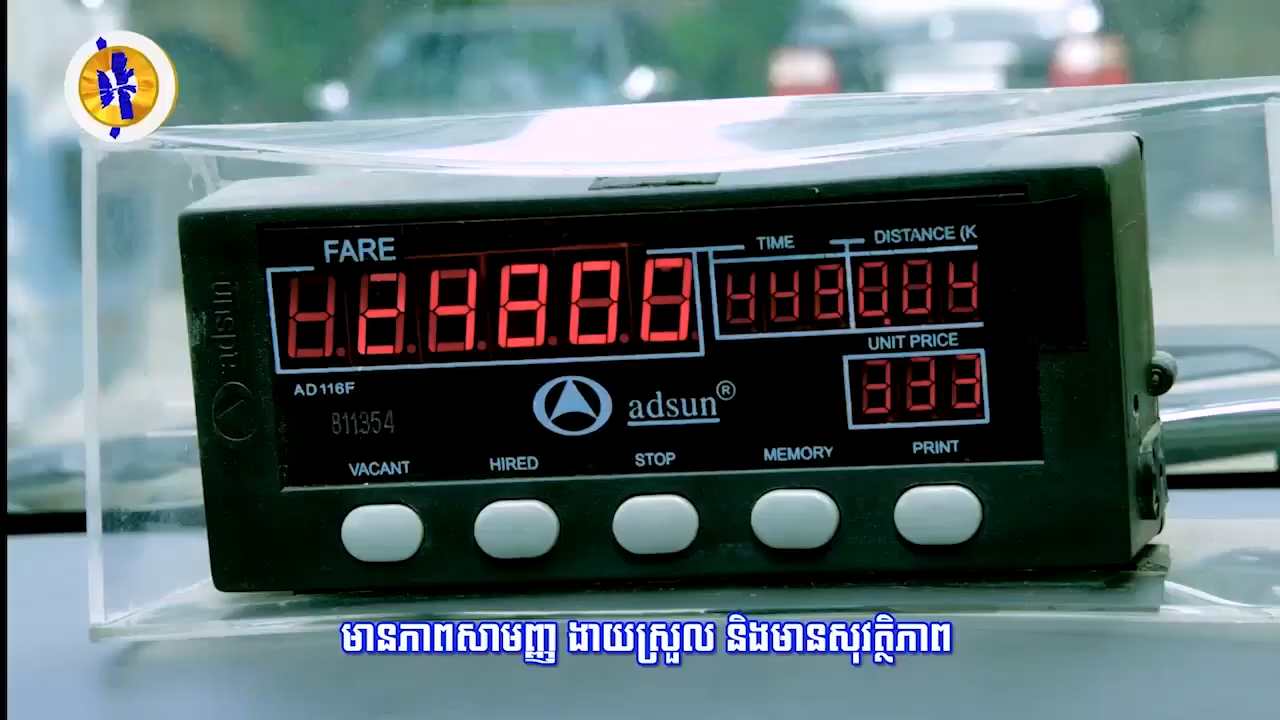 FARE
TIME
DISTANCE (K
UNIT PRICE
AD116F
811354
adsun®
adsun
VACANT
HIRED
STOP
MEMORY
PRINT
មានភាពសាមញ្ញ ងាយស្រួល និងមានសុវត្ថិភាព